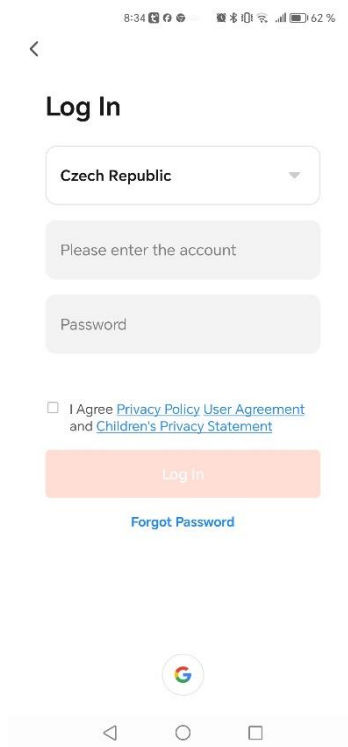 8:34 62 %
Log In
Czech Republic
Please enter the account
Password
I Agree Privacy Policy User Agreement
and Children's Privacy Statement
Log In
Forgot Password
G